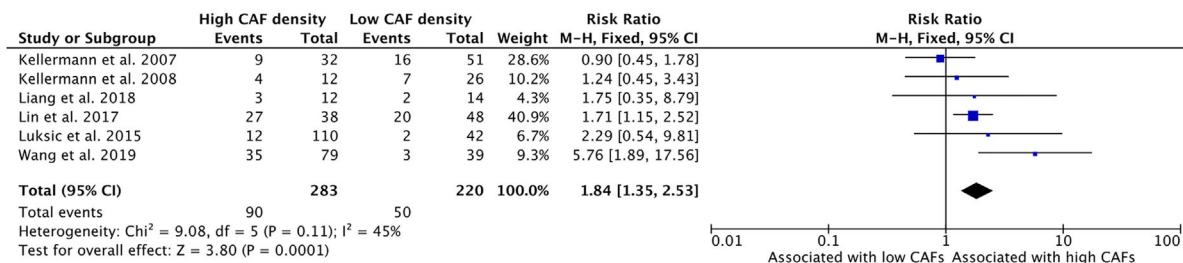 High CAF density Low CAF density Risk Ratio Risk Ratio
Study or Subgroup Events Total Events Total Weight M-H, Fixed, 95% CI M-H, Fixed, 95% CI
Kellermann et al. 2007 9 32 16 51 28.6% 0.90 [0.45, 1.78]
Kellermann et al. 2008 4 12 7 26 10.2% 1.24 [0.45, 3.43]
Liang et al. 2018 3 12 2 14 4.3% 1.75 [0.35, 8.79]
Lin et al. 2017 27 38 20 48 40.9% 1.71 [1.15, 2.52]
Luksic et al. 2015 12 110 2 42 6.7% 2.29 [0.54, 9.81]
Wang et al. 2019 35 79 3 39 9.3% 5.76 [1.89, 17.56]
Total (95% CI) 283 220 100.0% 1.84 [1.35, 2.53]
Total events 90 50
Heterogeneity: Chi² = 9.08, df = 5 (P = 0.11); I² = 45%
Test for overall effect: Z = 3.80 (P = 0.0001)
0.01 0.1 1 10 100
Associated with low CAFs Associated with high CAFs